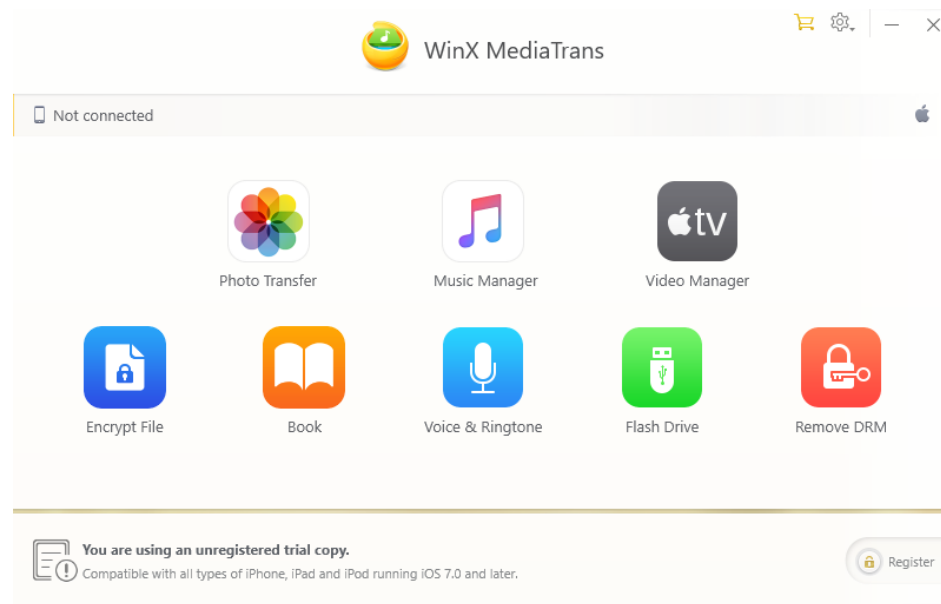 WinX MediaTrans
Not connected
tv
Photo Transfer
Music Manager
Video Manager
Encrypt File
Book
Voice & Ringtone
Flash Drive
Remove DRM
You are using an unregistered trial copy.
Compatible with all types of iPhone, iPad and iPod running iOS 7.0 and later.
Register